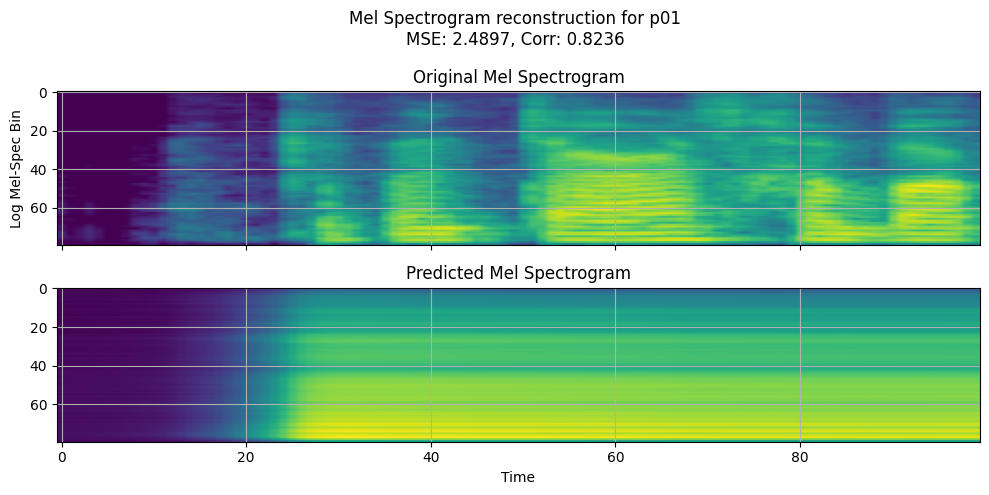 Mel Spectrogram reconstruction for p01
MSE: 2.4897, Corr: 0.8236
Original Mel Spectrogram
0
20
40
60
Log Mel-Spec Bin
Predicted Mel Spectrogram
0
20
40
60
0 20 40 60 80
Time